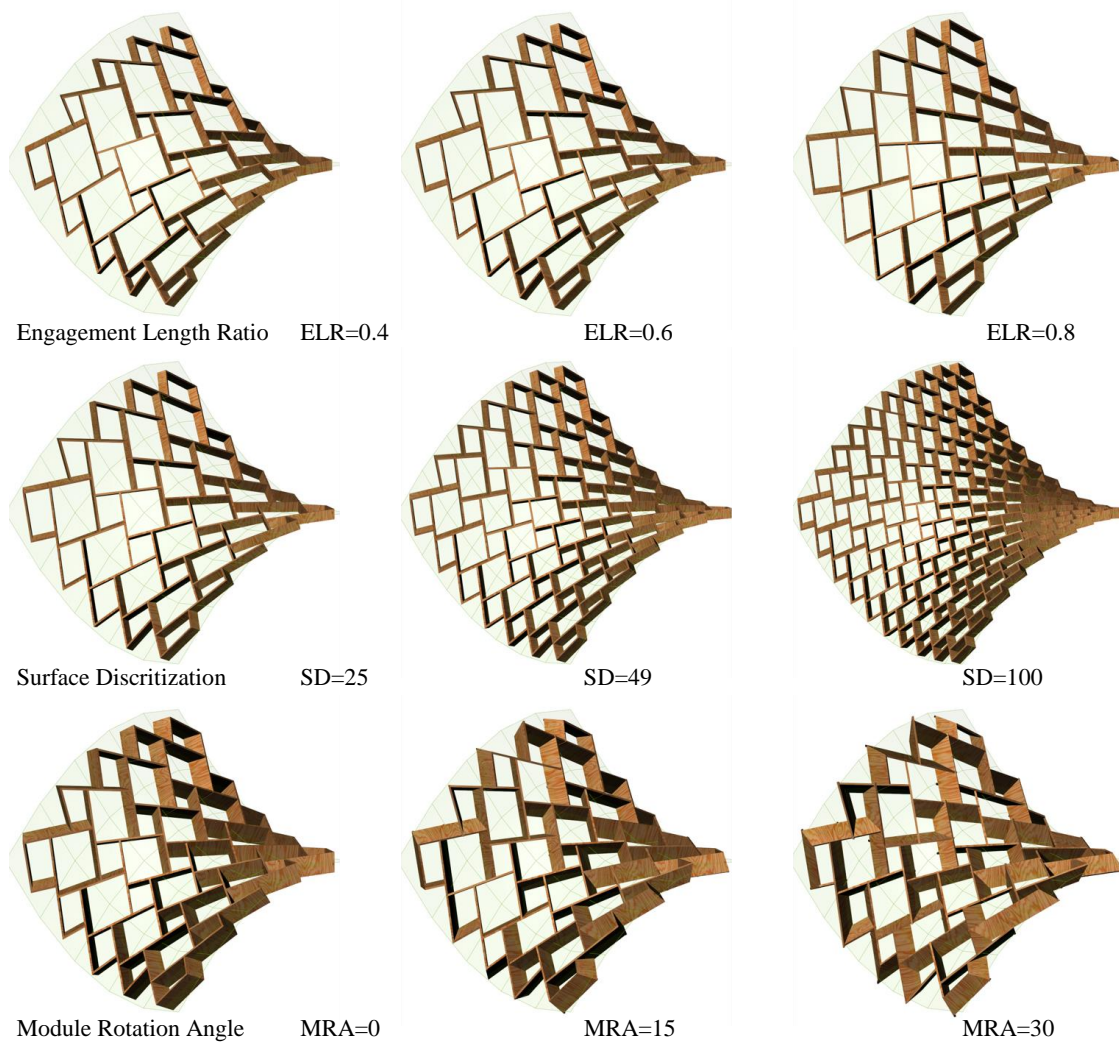 Engagement Length Ratio ELR=0.4 ELR=0.6 ELR=0.8
Surface Discritization SD=25 SD=49 SD=100
Module Rotation Angle MRA=0 MRA=15 MRA=30